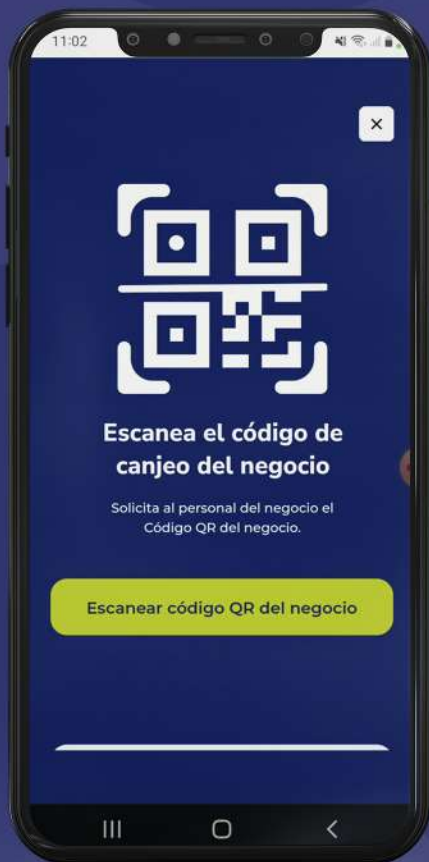 11:02
Escanea el código de
canjeo del negocio
Solicita al personal del negocio el
Código QR del negocio.
Escanear código QR del negocio